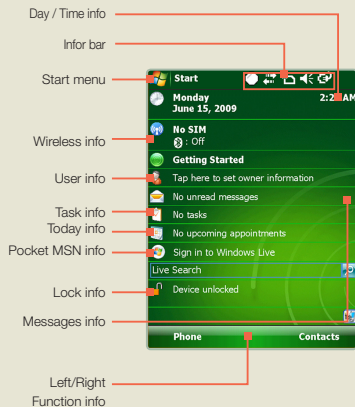 Day / Time info
Infor bar
Start menu
Start
Monday
2:2 AM
June 15, 2009
No SIM
Wireless info
: Off
Getting Started
User info
Tap here to set owner information
No unread messages
Task info
No tasks
Today info
No upcoming appointments
Pocket MSN info
Sign in to Windows Live
Live Search
Lock info
Device unlocked
Messages info
Phone
Contacts
Left/Right
Function info